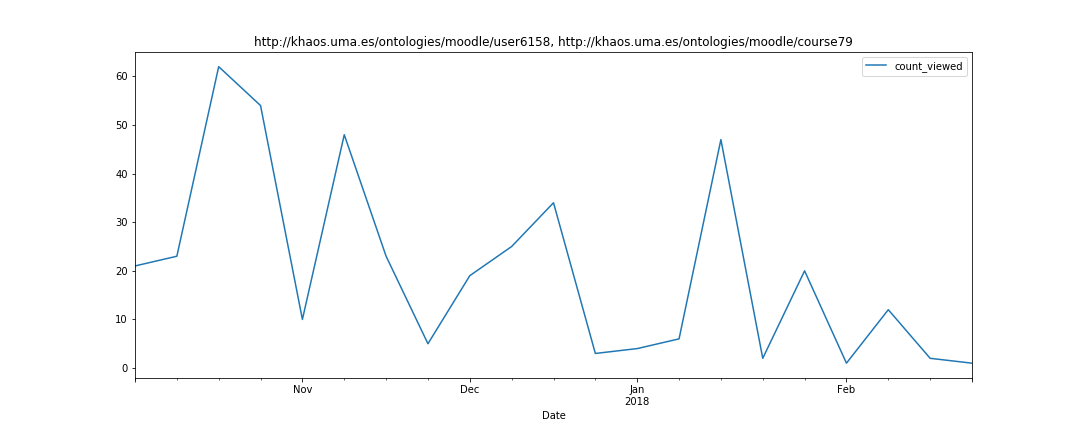 http://khaos.uma.es/ontologies/moodle/user6158, http://khaos.uma.es/ontologies/moodle/course79
count_viewed
60
50
40
30
20
10
0
Nov
Dec
Jan
2018
Feb
Date